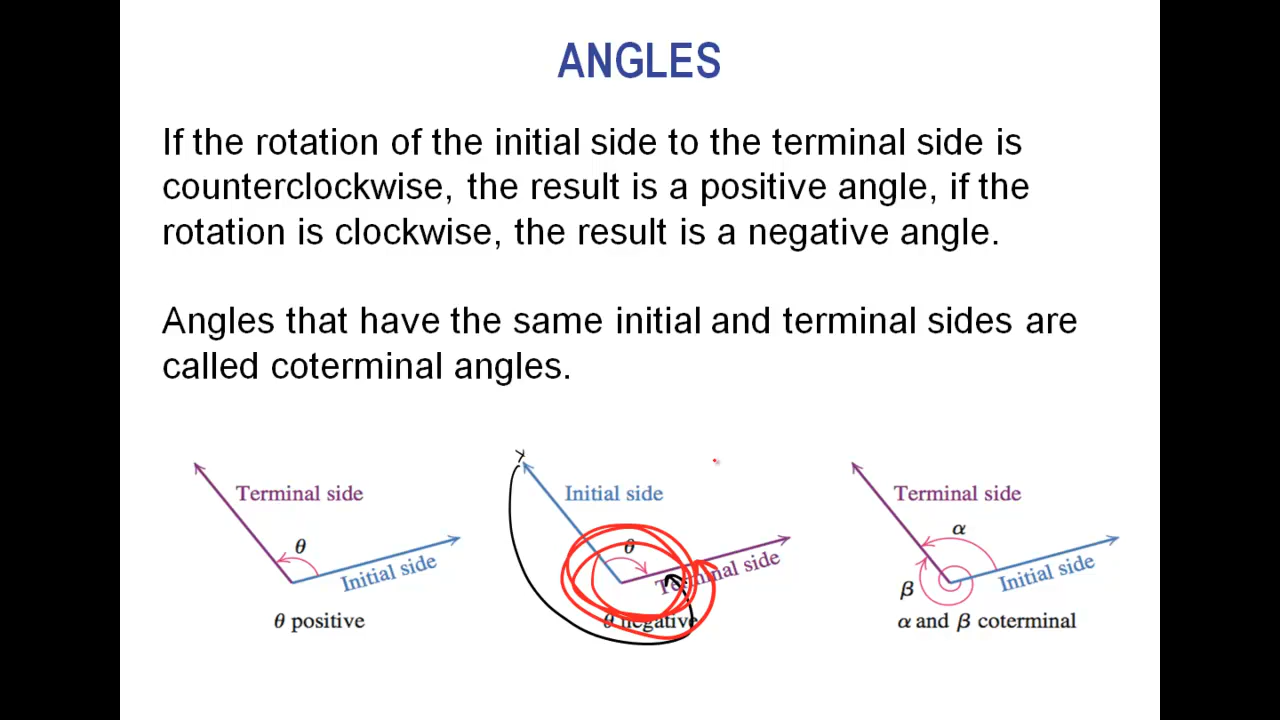 ANGLES
If the rotation of the initial side to the terminal side is
counterclockwise, the result is a positive angle, if the
rotation is clockwise, the result is a negative angle.
Angles that have the same initial and terminal sides are
called coterminal angles.
Terminal side
θ
Initial side
θ positive
Initial side
θ
Terminal side
θ negative
Terminal side
α
Initial side
β
α and β coterminal